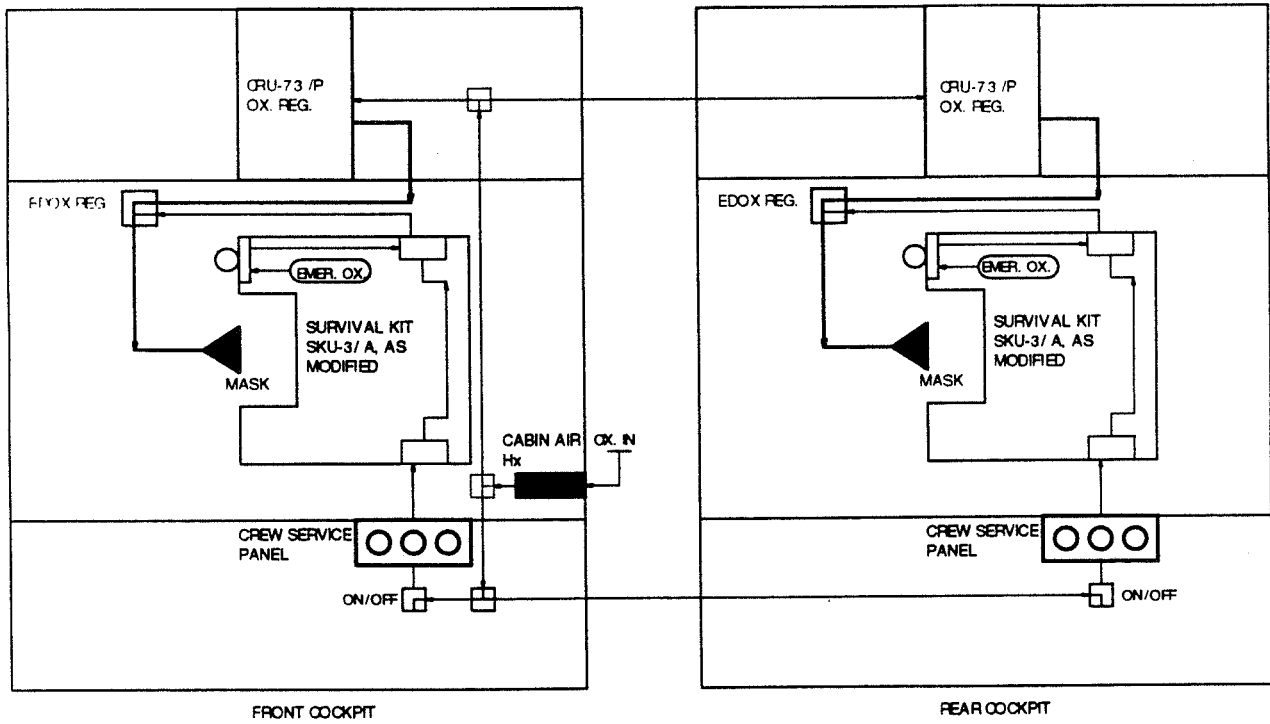 CRU-73 /P
OX. REG.
EDOX REG
EMER. OX.
SURVIVAL KIT
SKU-3/ A, AS
MODIFIED
MASK
CABIN AIR
Hx
OX. IN
CREW SERVICE
PANEL
ON/OFF
FRONT COCKPIT
CRU-73 /P
OX. REG.
EDOX REG.
EMER. OX.
SURVIVAL KIT
SKU-3/ A, AS
MODIFIED
MASK
CREW SERVICE
PANEL
ON/OFF
REAR COCKPIT